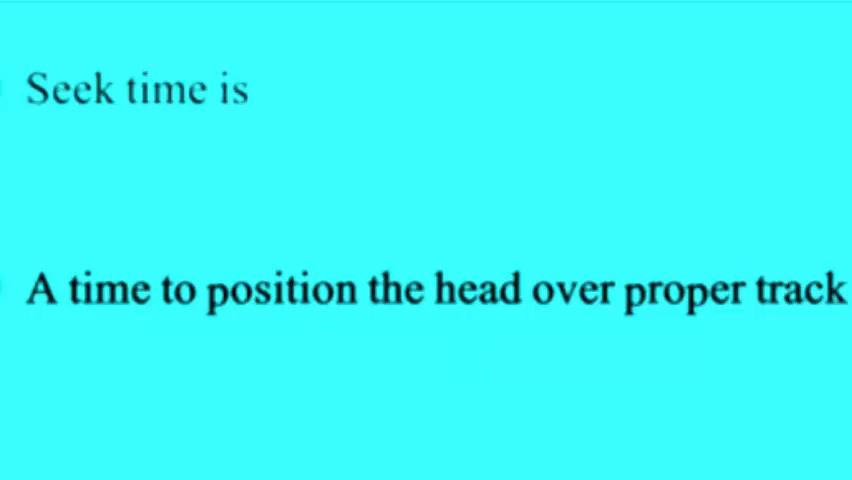 Seek time is
A time to position the head over proper track